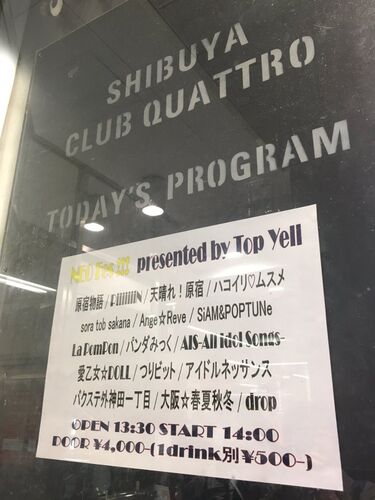 SHIBUYA
CLUB QUATTRO
TODAY'S PROGRAM
NEO Fes!!! presented by Top Yell
原宿物語 / RiiiiiiN / 天晴れ！原宿 / ハコイリ♡ムスメ
sora tob sakana / Ange☆Reve / SiAM&POPTUNe
La PomPon / パンダみっく / AIS-All idol Songs-
愛乙女☆DOLL / つりビット / アイドルネッサンス
バクステ外神田一丁目 / 大阪☆春夏秋冬 / drop
OPEN 13:30 START 14:00
DOOR ¥4,000-(1drink別¥500-)